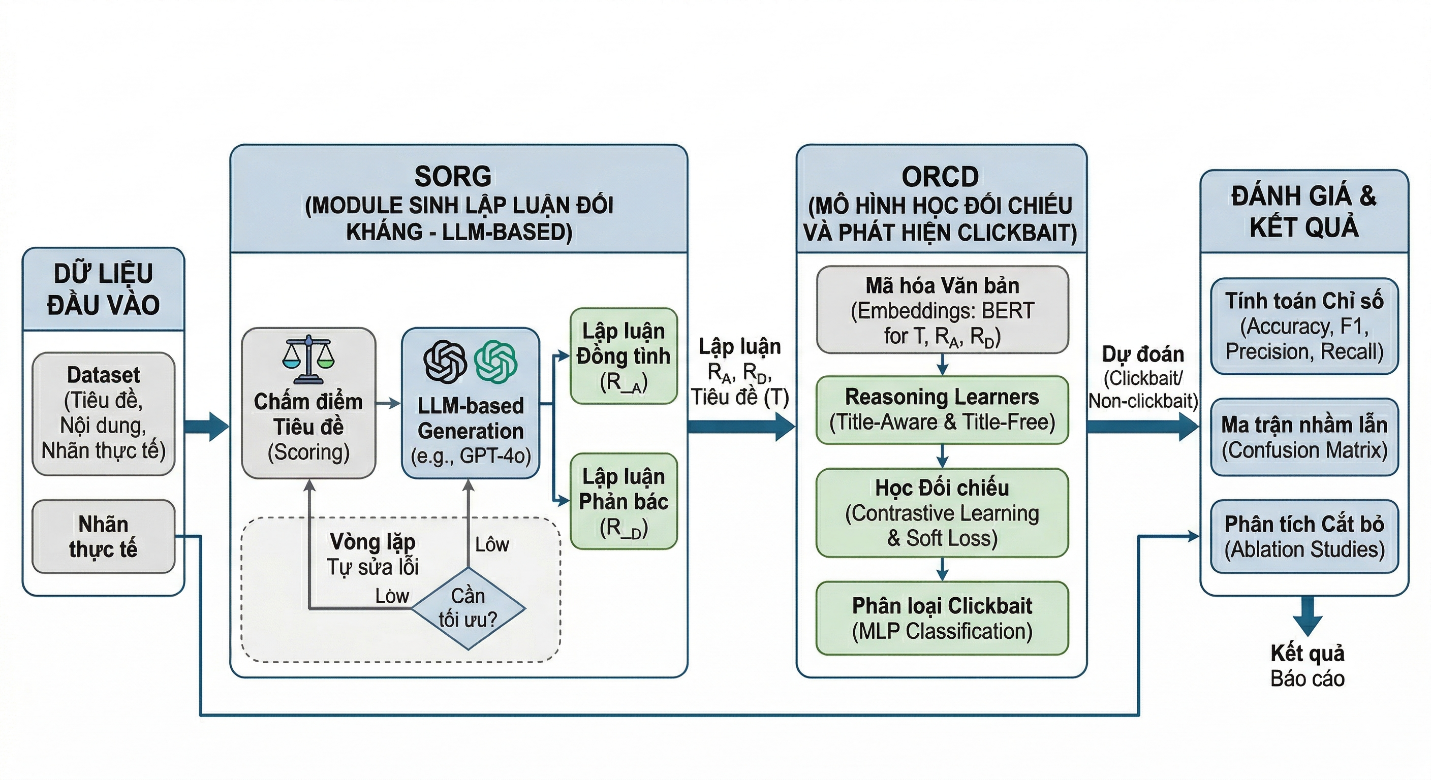 DỮ LIỆU
ĐẦU VÀO
Dataset
(Tiêu đề,
Nội dung,
Nhãn thực tế)
Nhãn
thực tế
SORG
(MODULE SINH LẬP LUẬN ĐỐI
KHÁNG - LLM-BASED)
Chấm điểm
Tiêu đề
(Scoring)
LLM-based
Generation
(e.g., GPT-4o)
Lập luận
Đồng tình
(R_A)
Lập luận
Phản bác
(R_D)
Vòng lặp
Tự sửa lỗi
Lôw
Lòw
Cần
tối ưu?
Lập luận
R_A, R_D,
Tiêu đề (T)
ORCD
(MÔ HÌNH HỌC ĐỐI CHIẾU
VÀ PHÁT HIỆN CLICKBAIT)
Mã hóa Văn bản
(Embeddings: BERT
for T, R_A, R_D)
Reasoning Learners
(Title-Aware & Title-Free)
Học Đối chiếu
(Contrastive Learning
& Soft Loss)
Phân loại Clickbait
(MLP Classification)
Dự đoán
(Clickbait/
Non-clickbait)
ĐÁNH GIÁ &
KẾT QUẢ
Tính toán Chỉ số
(Accuracy, F1,
Precision, Recall)
Ma trận nhầm lẫn
(Confusion Matrix)
Phân tích Cắt bỏ
(Ablation Studies)
Kết quả
Báo cáo